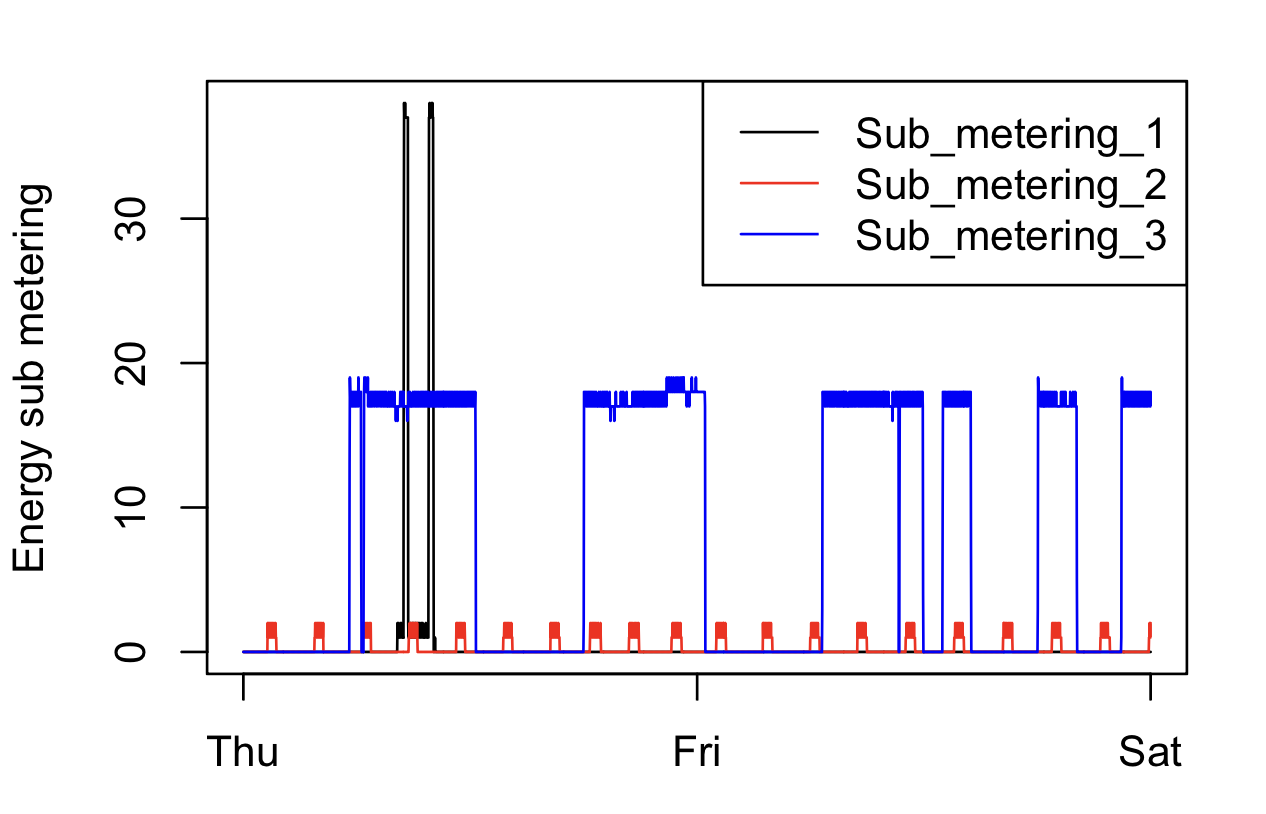 Energy sub metering
30
20
10
0
Sub_metering_1
Sub_metering_2
Sub_metering_3
Thu
Fri
Sat